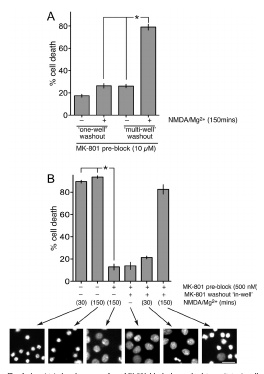 A
% cell death
80
60
40
20
0
*
– + – +
NMDA/Mg²⁺ (150mins)
'one-well' washout
'multi-well' washout
MK-801 pre-block (10 µM)
B
% cell death
80
60
40
20
0
*
– – + + + +
MK-801 pre-block (500 nM)
– – – + + +
MK-801 washout 'in-well'
(30) (150) (150) – (30) (150)
NMDA/Mg²⁺ (mins)